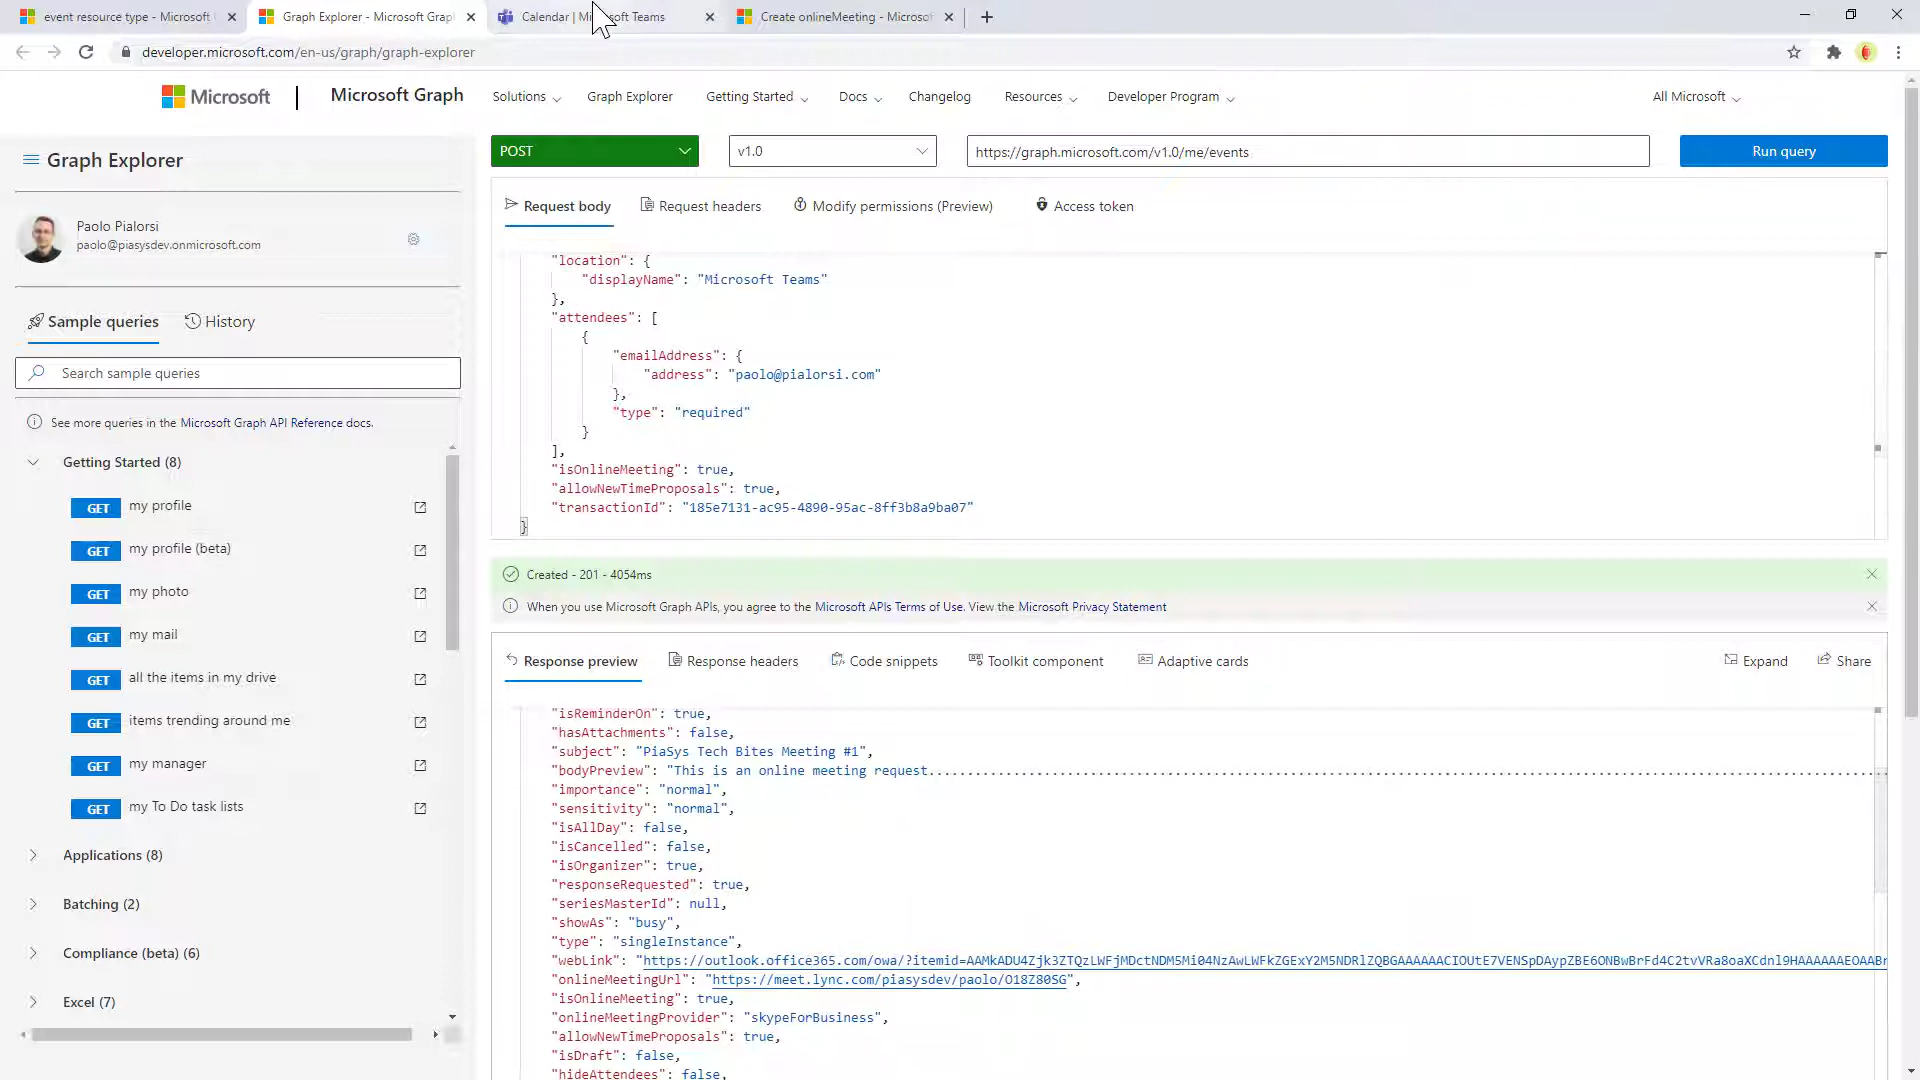 event resource type - Microsoft
Graph Explorer - Microsoft Graph
Calendar | Microsoft Teams
Create onlineMeeting - Microsof
developer.microsoft.com/en-us/graph/graph-explorer
Microsoft
Microsoft Graph
Solutions
Graph Explorer
Getting Started
Docs
Changelog
Resources
Developer Program
All Microsoft
Graph Explorer
POST
v1.0
https://graph.microsoft.com/v1.0/me/events
Run query
Paolo Pialorsi
paolo@piasysdev.onmicrosoft.com
Request body
Request headers
Modify permissions (Preview)
Access token
"location": {
"displayName": "Microsoft Teams"
},
"attendees": [
{
"emailAddress": {
"address": "paolo@pialorsi.com"
},
"type": "required"
}
],
"isOnlineMeeting": true,
"allowNewTimeProposals": true,
"transactionId": "185e7131-ac95-4890-95ac-8ff3b8a9ba07"
}
Sample queries
History
Search sample queries
See more queries in the Microsoft Graph API Reference docs.
Getting Started (8)
GET my profile
GET my profile (beta)
GET my photo
GET my mail
GET all the items in my drive
GET items trending around me
GET my manager
GET my To Do task lists
Applications (8)
Batching (2)
Compliance (beta) (6)
Excel (7)
Created - 201 - 4054ms
When you use Microsoft Graph APIs, you agree to the Microsoft APIs Terms of Use. View the Microsoft Privacy Statement
Response preview
Response headers
Code snippets
Toolkit component
Adaptive cards
Expand
Share
"isReminderOn": true,
"hasAttachments": false,
"subject": "PiaSys Tech Bites Meeting #1",
"bodyPreview": "This is an online meeting request....................
"importance": "normal",
"sensitivity": "normal",
"isAllDay": false,
"isCancelled": false,
"isOrganizer": true,
"responseRequested": true,
"seriesMasterId": null,
"showAs": "busy",
"type": "singleInstance",
"webLink": "https://outlook.office365.com/owa/?itemid=
"onlineMeetingUrl": "https://meet.lync.com/piasysdev/paolo/O18Z80SG",
"isOnlineMeeting": true,
"onlineMeetingProvider": "skypeForBusiness",
"allowNewTimeProposals": true,
"isDraft": false,
"hideAttendees": false,